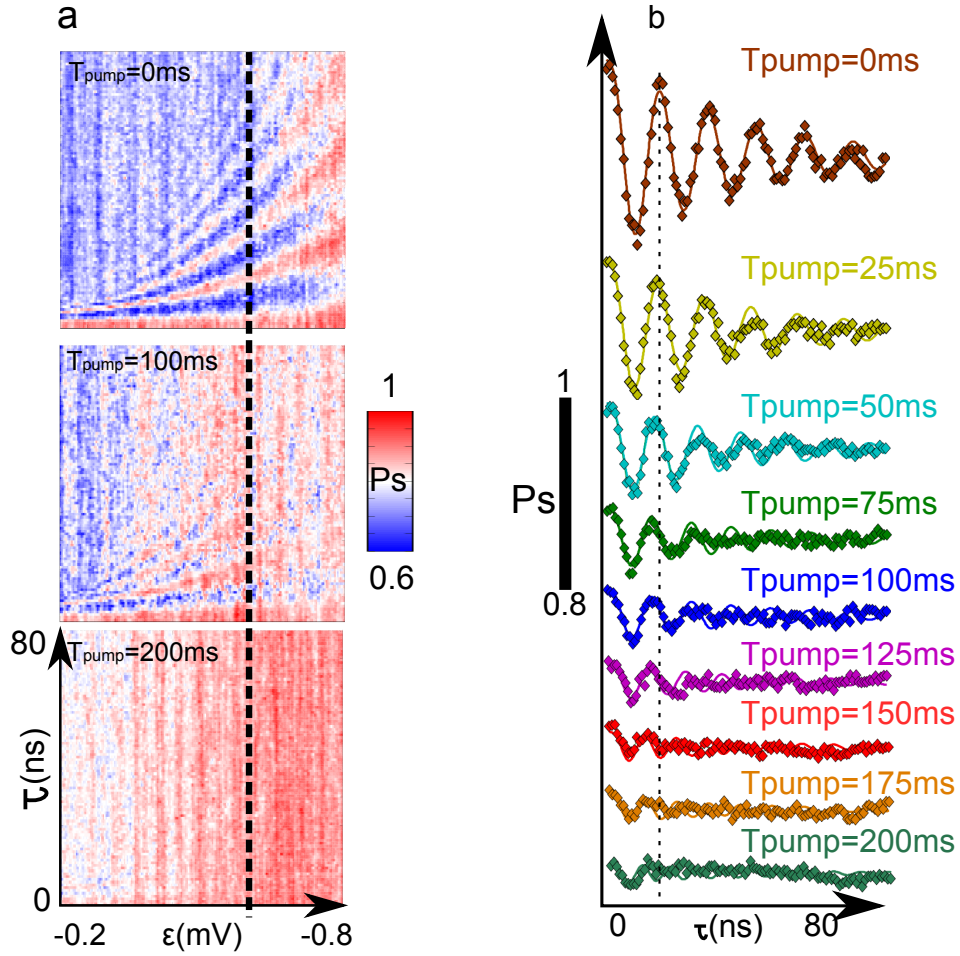 a
Tpump=0ms
Tpump=100ms
1
Ps
0.6
80
Tpump=200ms
τ(ns)
0
-0.2
ε(mV)
-0.8
b
Tpump=0ms
Tpump=25ms
Tpump=50ms
1
Ps
0.8
Tpump=75ms
Tpump=100ms
Tpump=125ms
Tpump=150ms
Tpump=175ms
Tpump=200ms
0
τ(ns)
80